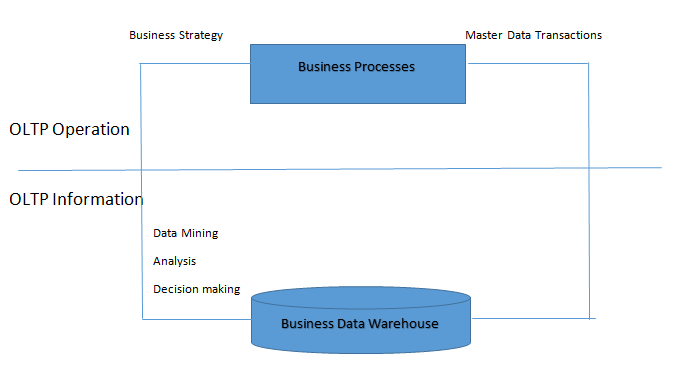 Business Strategy
Master Data Transactions
Business Processes
OLTP Operation
OLTP Information
Data Mining
Analysis
Decision making
Business Data Warehouse